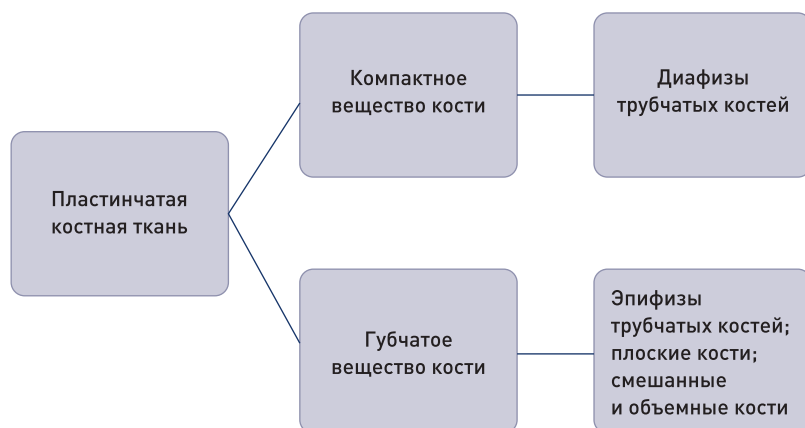 Пластинчатая
костная ткань
Компактное
вещество кости
Диафизы
трубчатых костей
Губчатое
вещество кости
Эпифизы
трубчатых костей;
плоские кости;
смешанные
и объемные кости